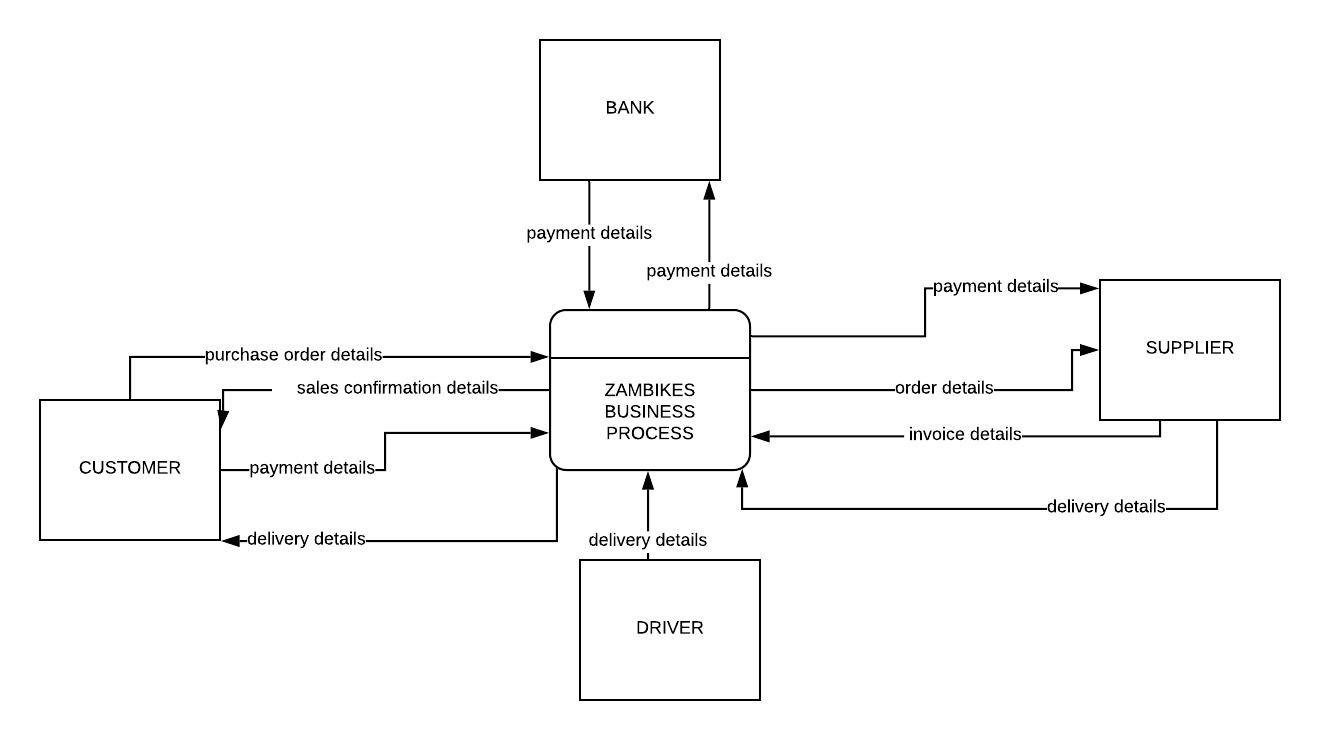 BANK
payment details
payment details
payment details
SUPPLIER
purchase order details
sales confirmation details
ZAMBIKES
BUSINESS
PROCESS
order details
invoice details
CUSTOMER
payment details
delivery details
delivery details
delivery details
DRIVER